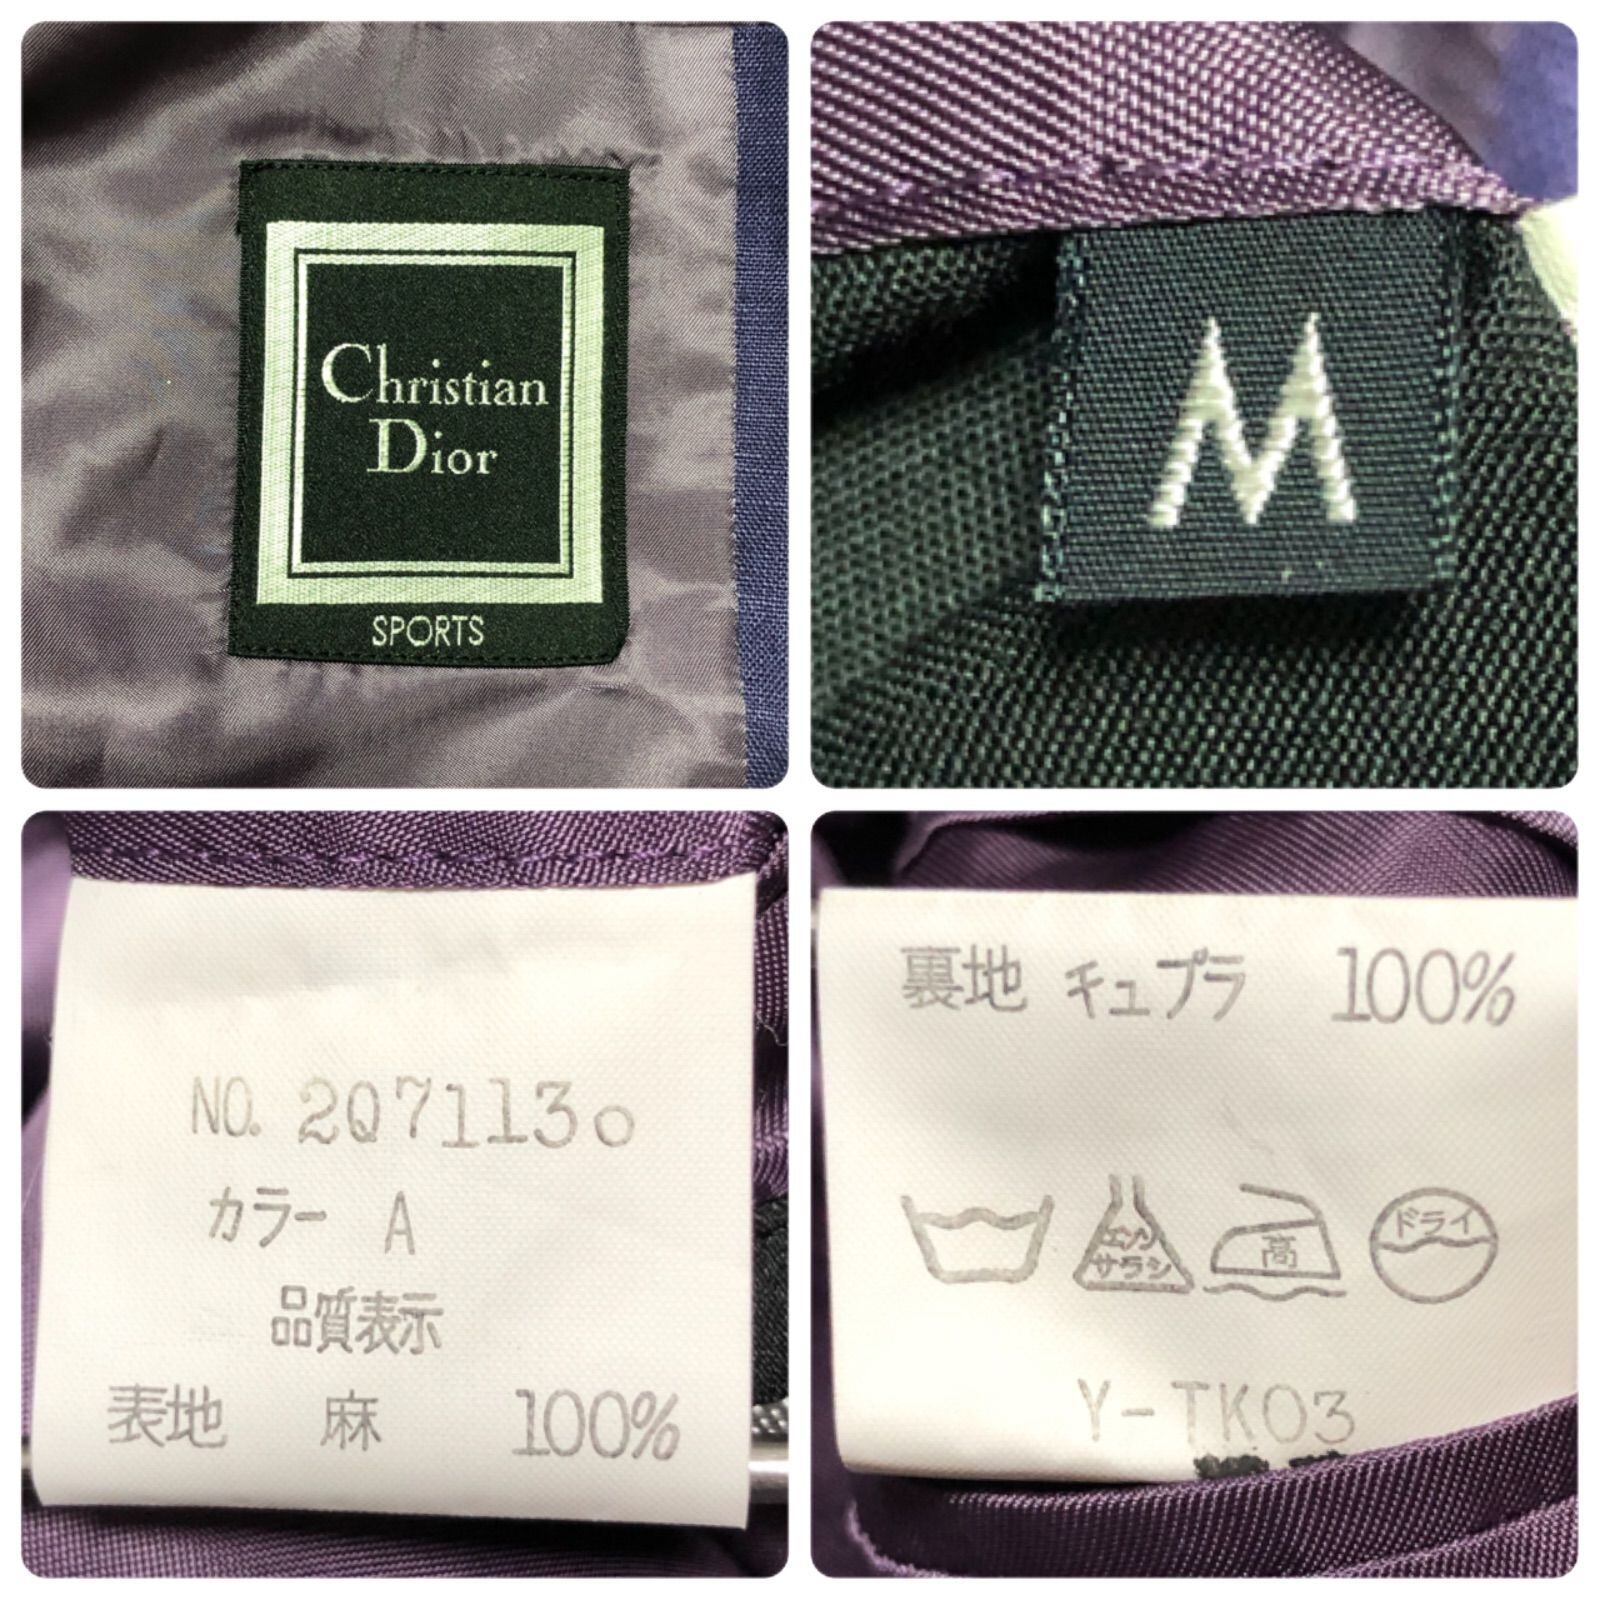 Christian
Dior
SPORTS
M
NO. 2Q7113o
カラー A
品質表示
表地 麻 100%
裏地 キュプラ 100%
エンソ
サラシ
高
ドライ
Y-TK03